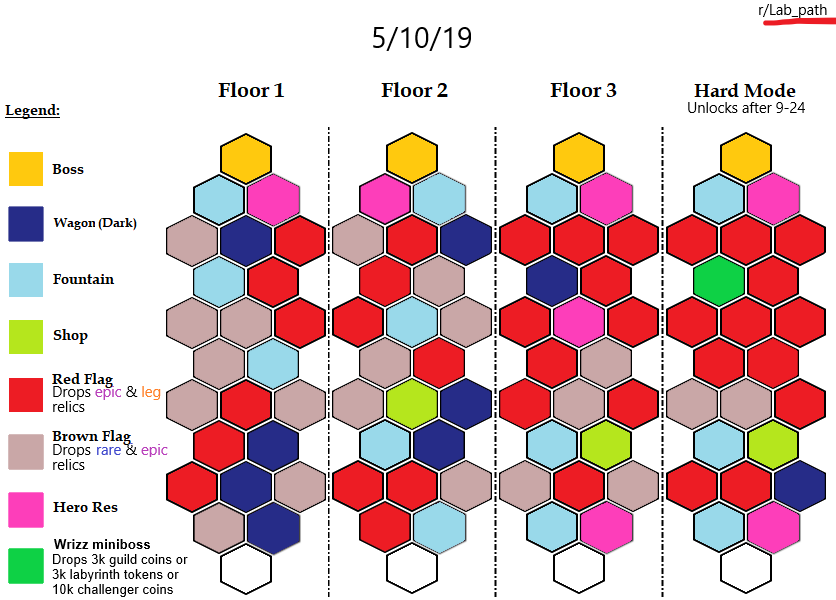 r/Lab_path
5/10/19
Floor 1
Floor 2
Floor 3
Hard Mode
Unlocks after 9-24
Legend:
Boss
Wagon (Dark)
Fountain
Shop
Red Flag
Drops epic & leg
relics
Brown Flag
Drops rare & epic
relics
Hero Res
Wrizz miniboss
Drops 3k guild coins or
3k labyrinth tokens or
10k challenger coins